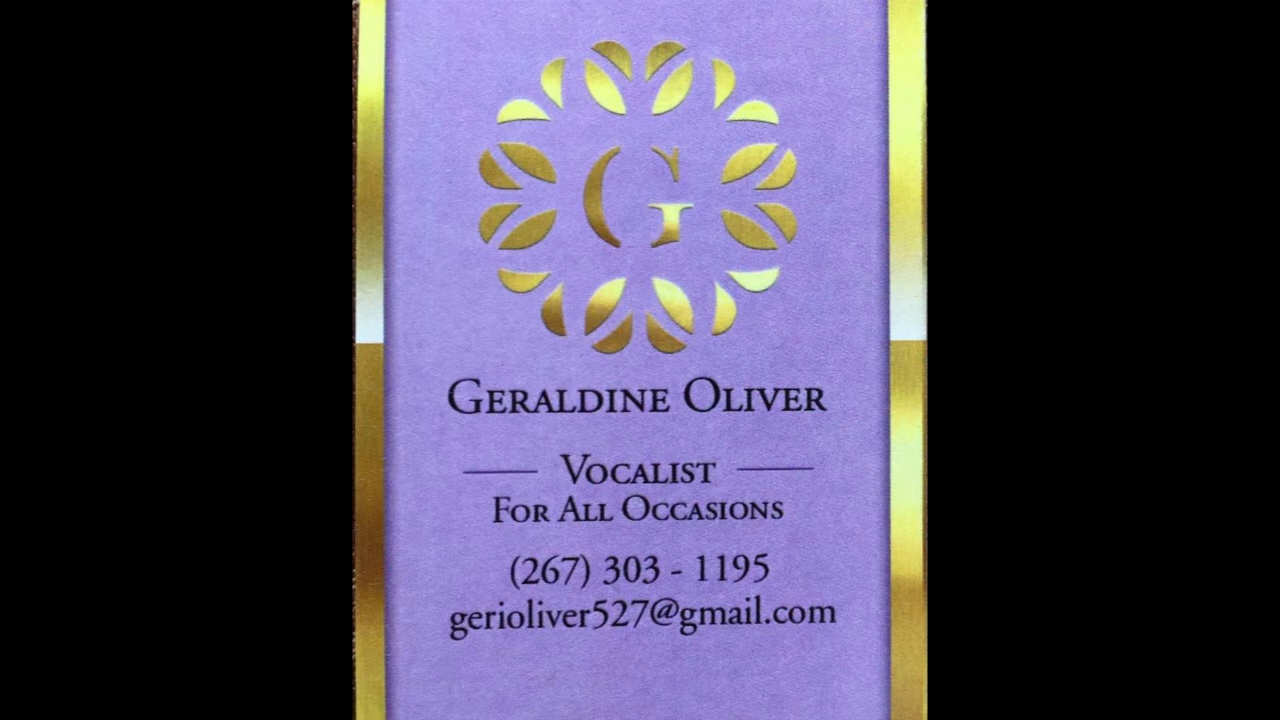 G
Geraldine Oliver
Vocalist
For All Occasions
(267) 303 - 1195
gerioliver527@gmail.com